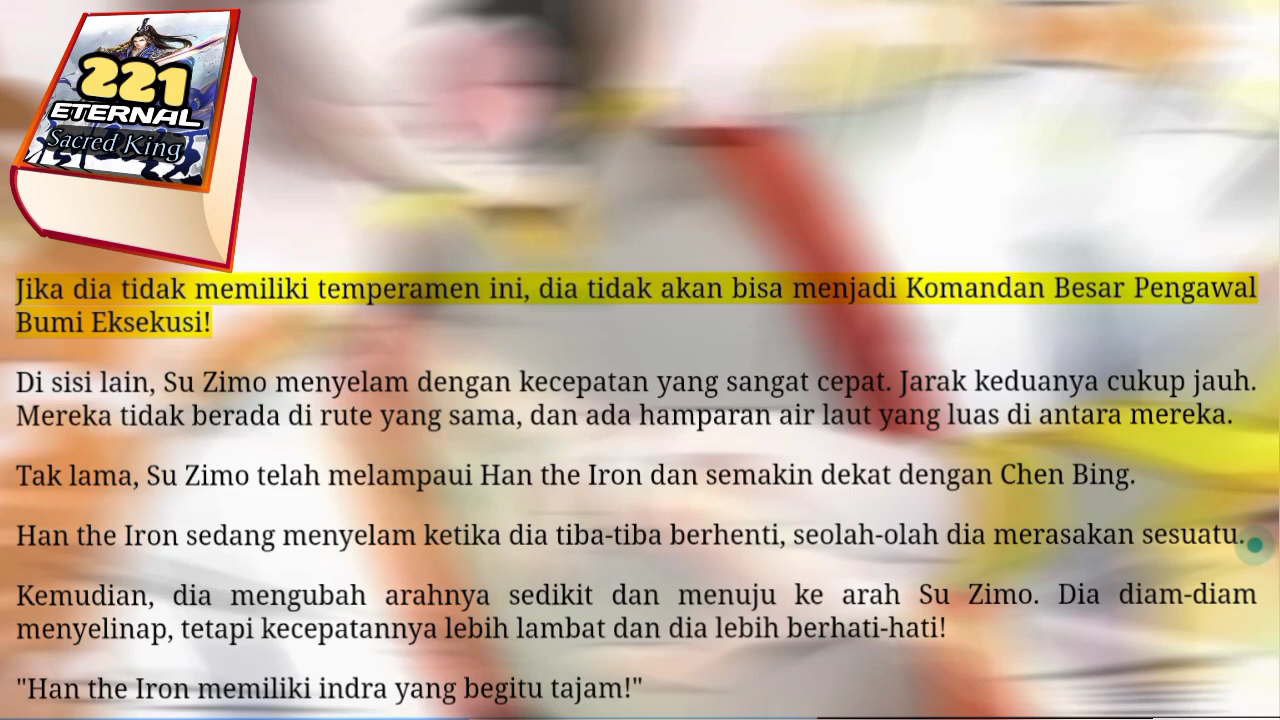 221
ETERNAL
Sacred King
Jika dia tidak memiliki temperamen ini, dia tidak akan bisa menjadi Komandan Besar Pengawal
Bumi Eksekusi!
Di sisi lain, Su Zimo menyelam dengan kecepatan yang sangat cepat. Jarak keduanya cukup jauh.
Mereka tidak berada di rute yang sama, dan ada hamparan air laut yang luas di antara mereka.
Tak lama, Su Zimo telah melampaui Han the Iron dan semakin dekat dengan Chen Bing.
Han the Iron sedang menyelam ketika dia tiba-tiba berhenti, seolah-olah dia merasakan sesuatu.
Kemudian, dia mengubah arahnya sedikit dan menuju ke arah Su Zimo. Dia diam-diam
menyelinap, tetapi kecepatannya lebih lambat dan dia lebih berhati-hati!
"Han the Iron memiliki indra yang begitu tajam!"